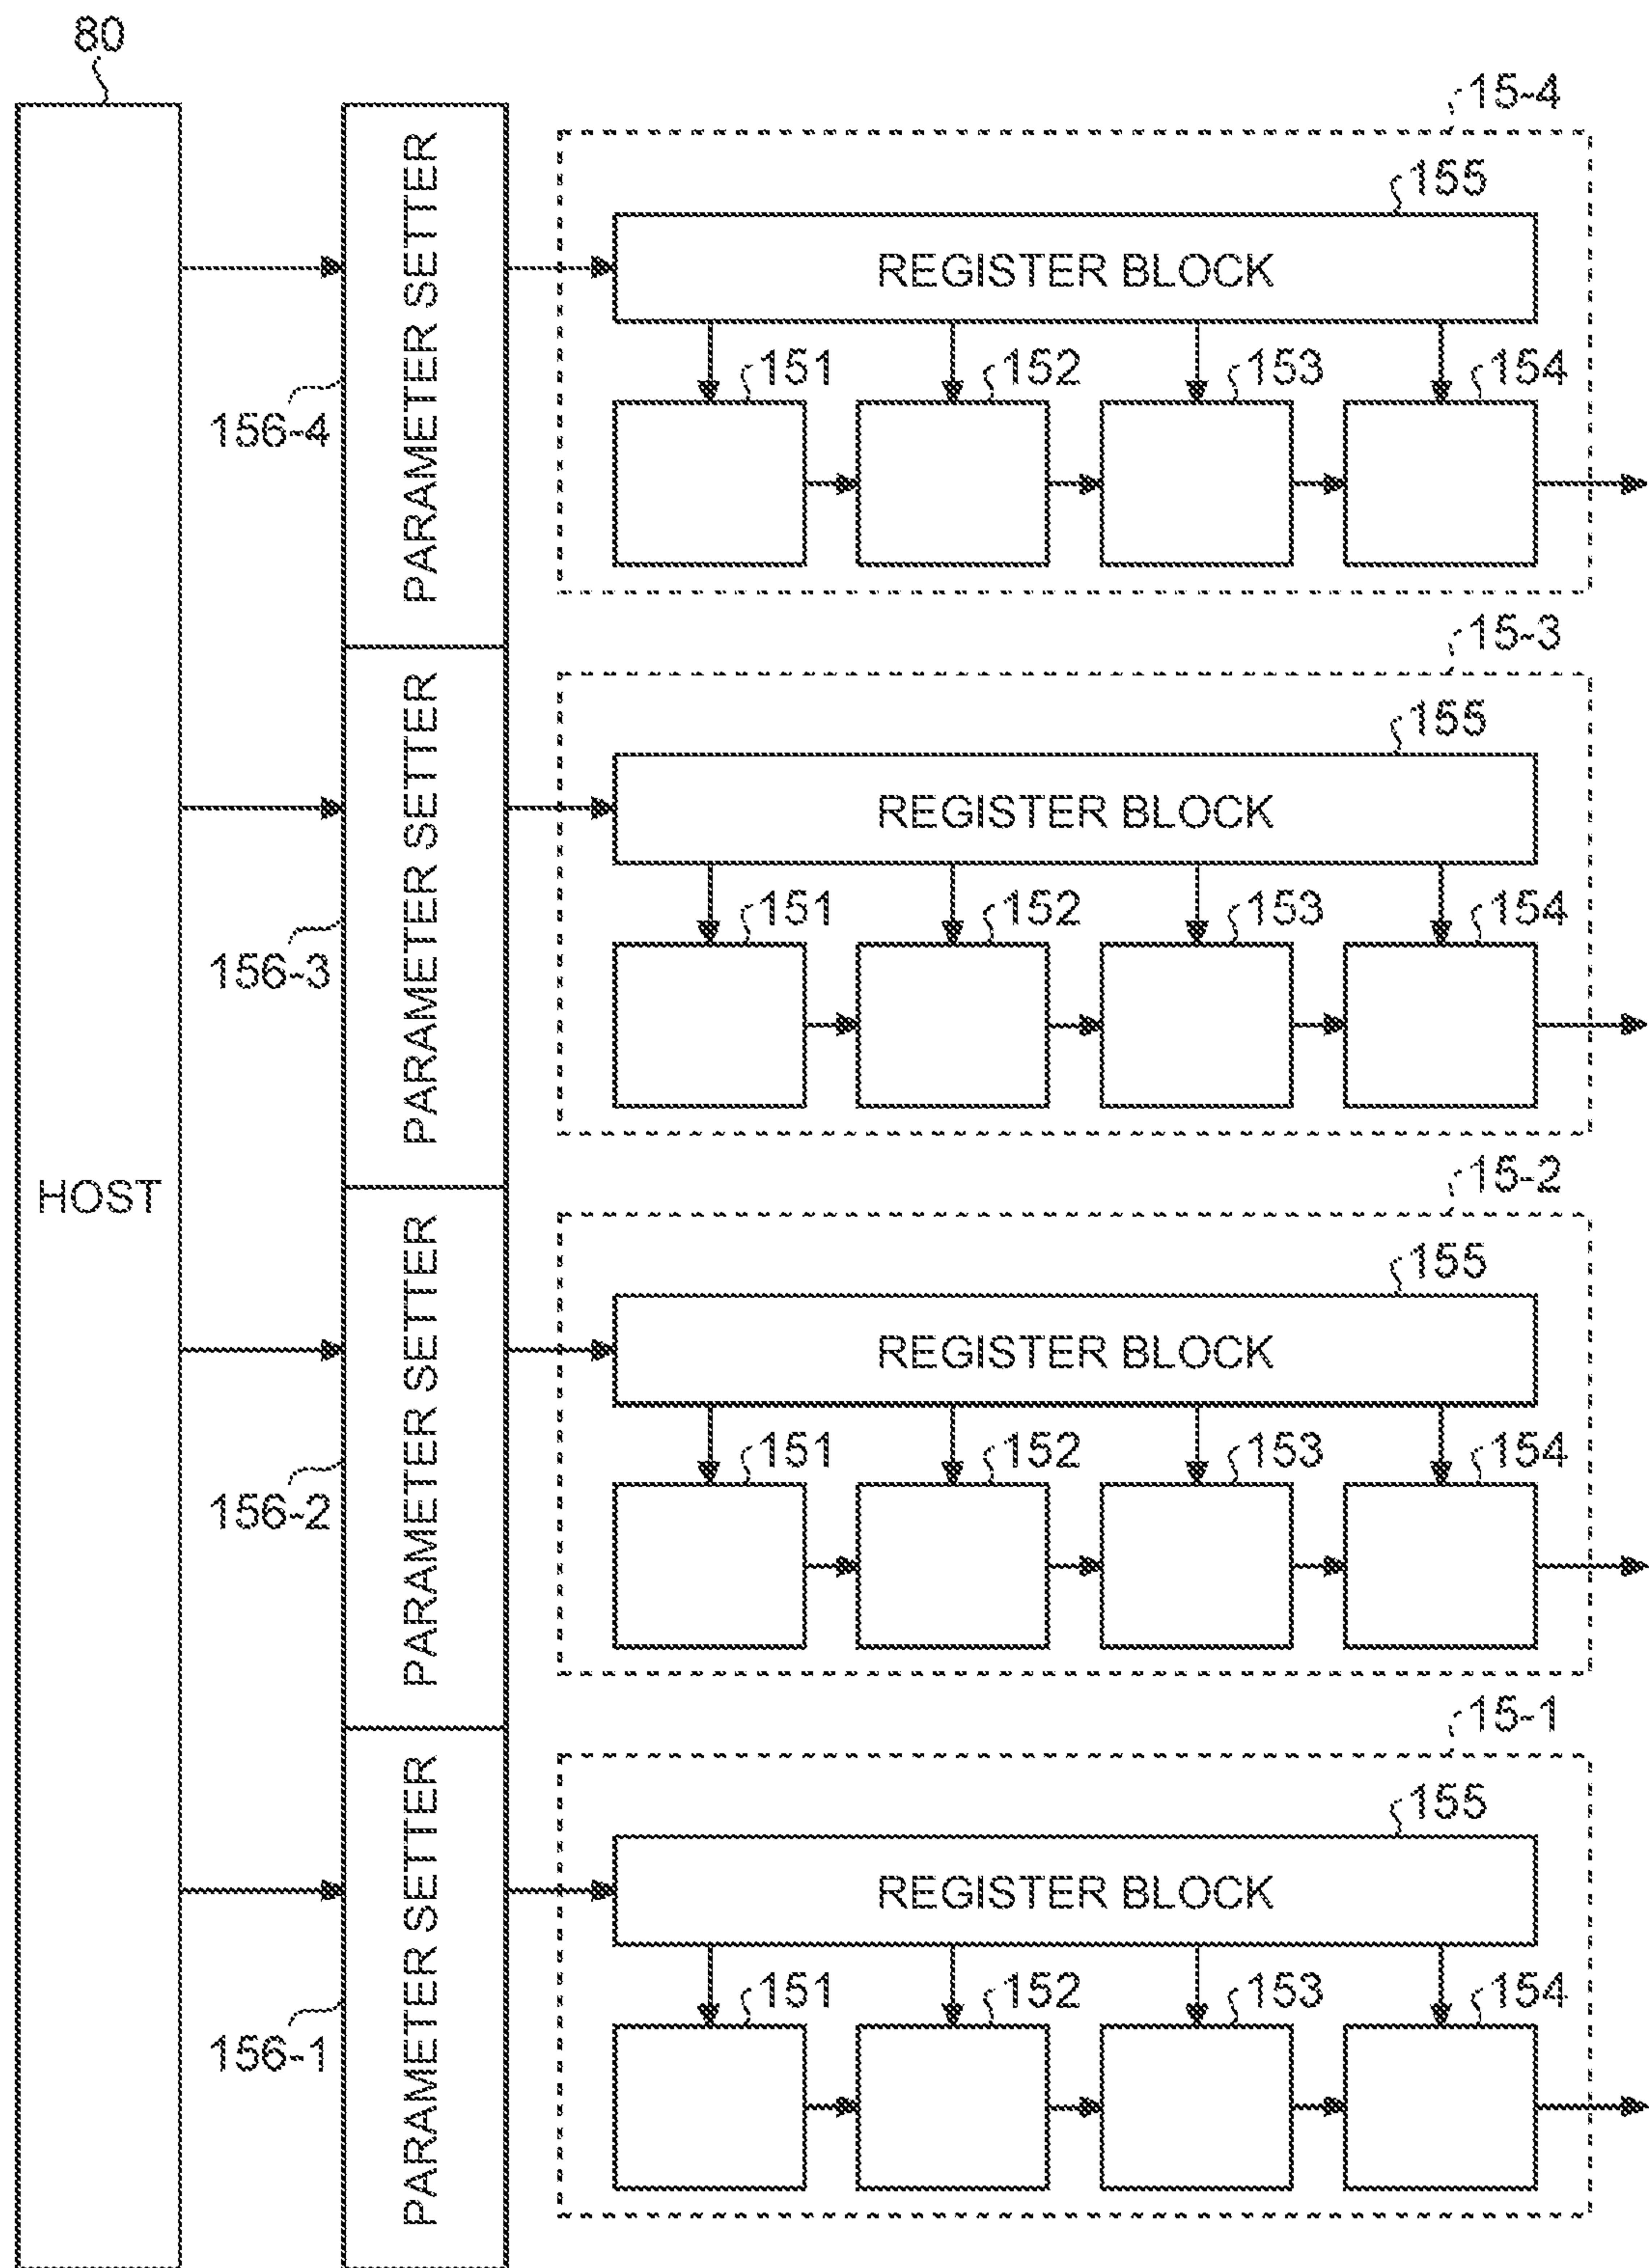 80
15-4
155
REGISTER BLOCK
PARAMETER SETTER
156-4
151 152 153 154
15-3
155
REGISTER BLOCK
PARAMETER SETTER
156-3
151 152 153 154
HOST
15-2
155
REGISTER BLOCK
PARAMETER SETTER
156-2
151 152 153 154
15-1
155
REGISTER BLOCK
PARAMETER SETTER
156-1
151 152 153 154